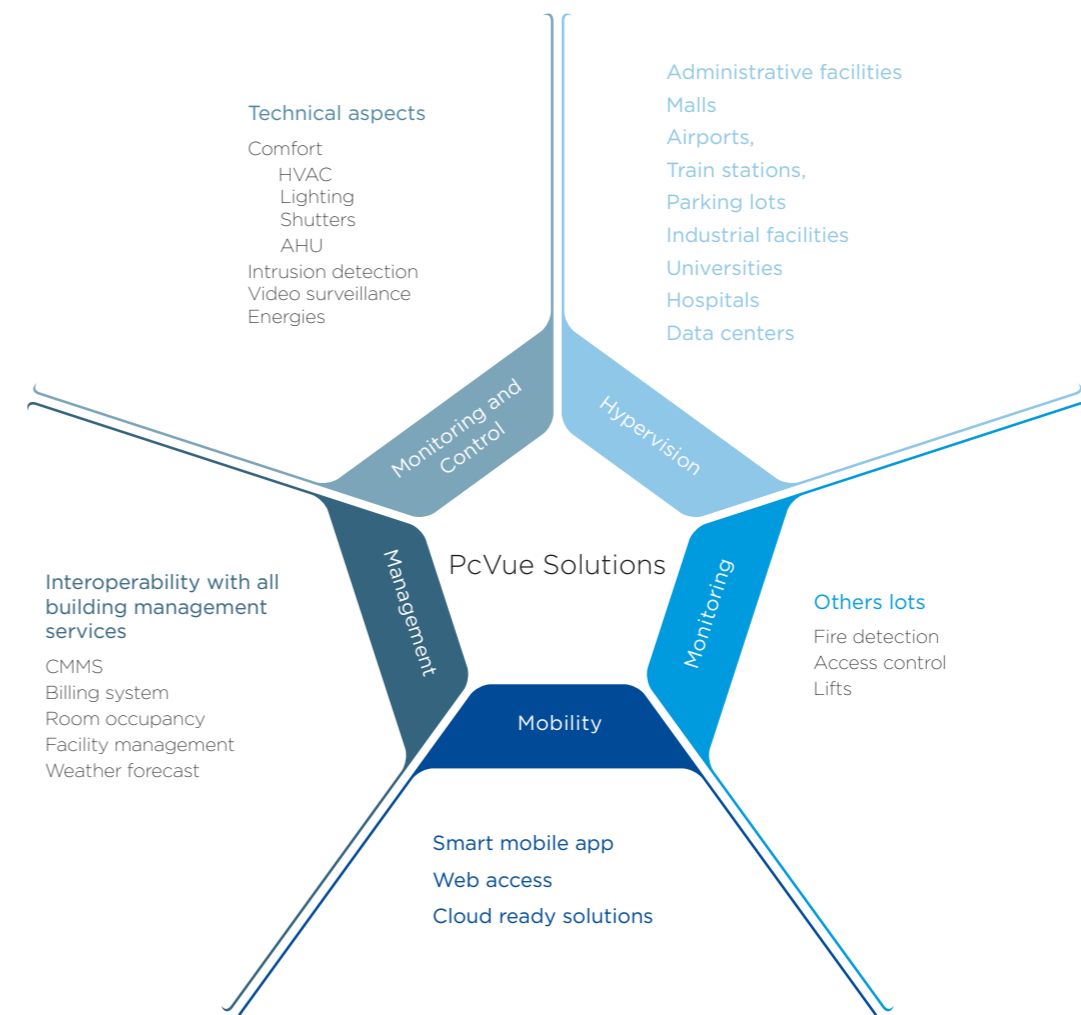 Technical aspects
Comfort
HVAC
Lighting
Shutters
AHU
Intrusion detection
Video surveillance
Energies
Administrative facilities
Malls
Airports,
Train stations,
Parking lots
Industrial facilities
Universities
Hospitals
Data centers
Monitoring and
Control
Hypervision
Management
PcVue Solutions
Monitoring
Mobility
Interoperability with all
building management
services
CMMS
Billing system
Room occupancy
Facility management
Weather forecast
Others lots
Fire detection
Access control
Lifts
Smart mobile app
Web access
Cloud ready solutions